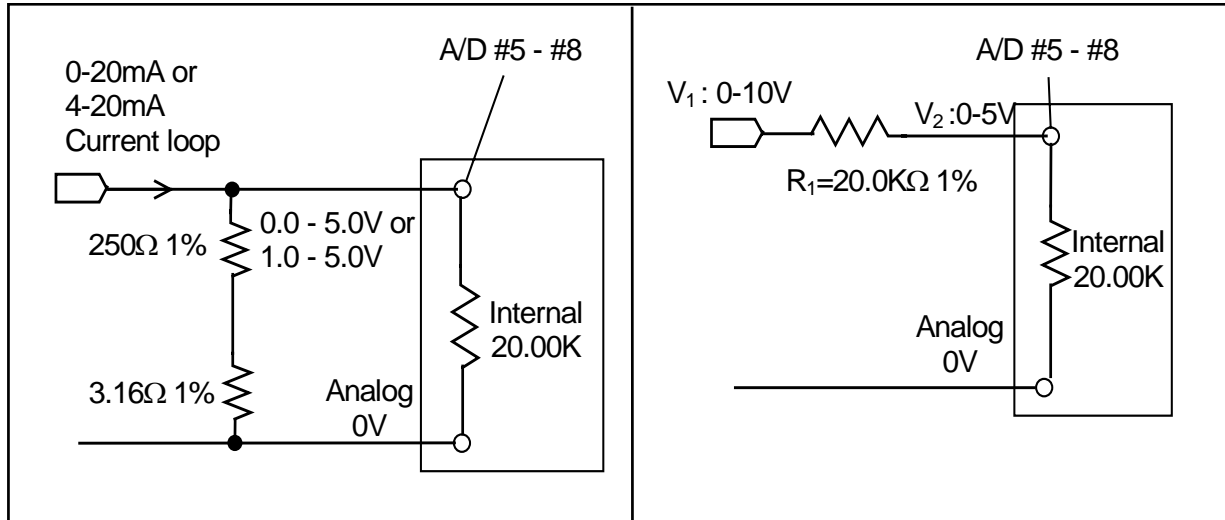 A/D #5 - #8
0-20mA or
4-20mA
Current loop
250Ω 1%
0.0 - 5.0V or
1.0 - 5.0V
Internal
20.00K
3.16Ω 1%
Analog
0V
A/D #5 - #8
V₁ : 0-10V
V₂ :0-5V
R₁=20.0KΩ 1%
Internal
20.00K
Analog
0V